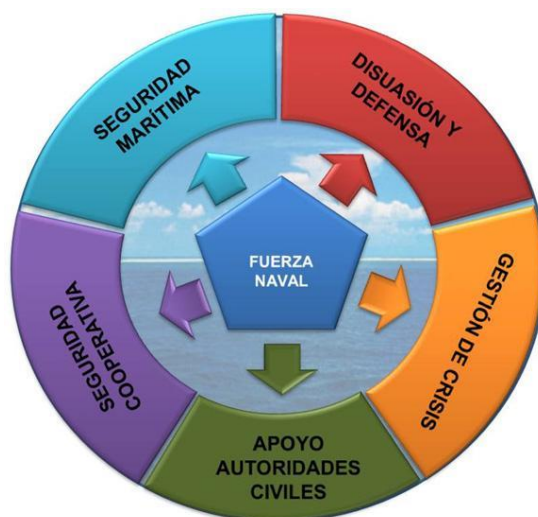 SEGURIDAD
MARÍTIMA
DISUASIÓN Y
DEFENSA
FUERZA
NAVAL
GESTIÓN DE CRISIS
SEGURIDAD
COOPERATIVA
APOYO
AUTORIDADES
CIVILES